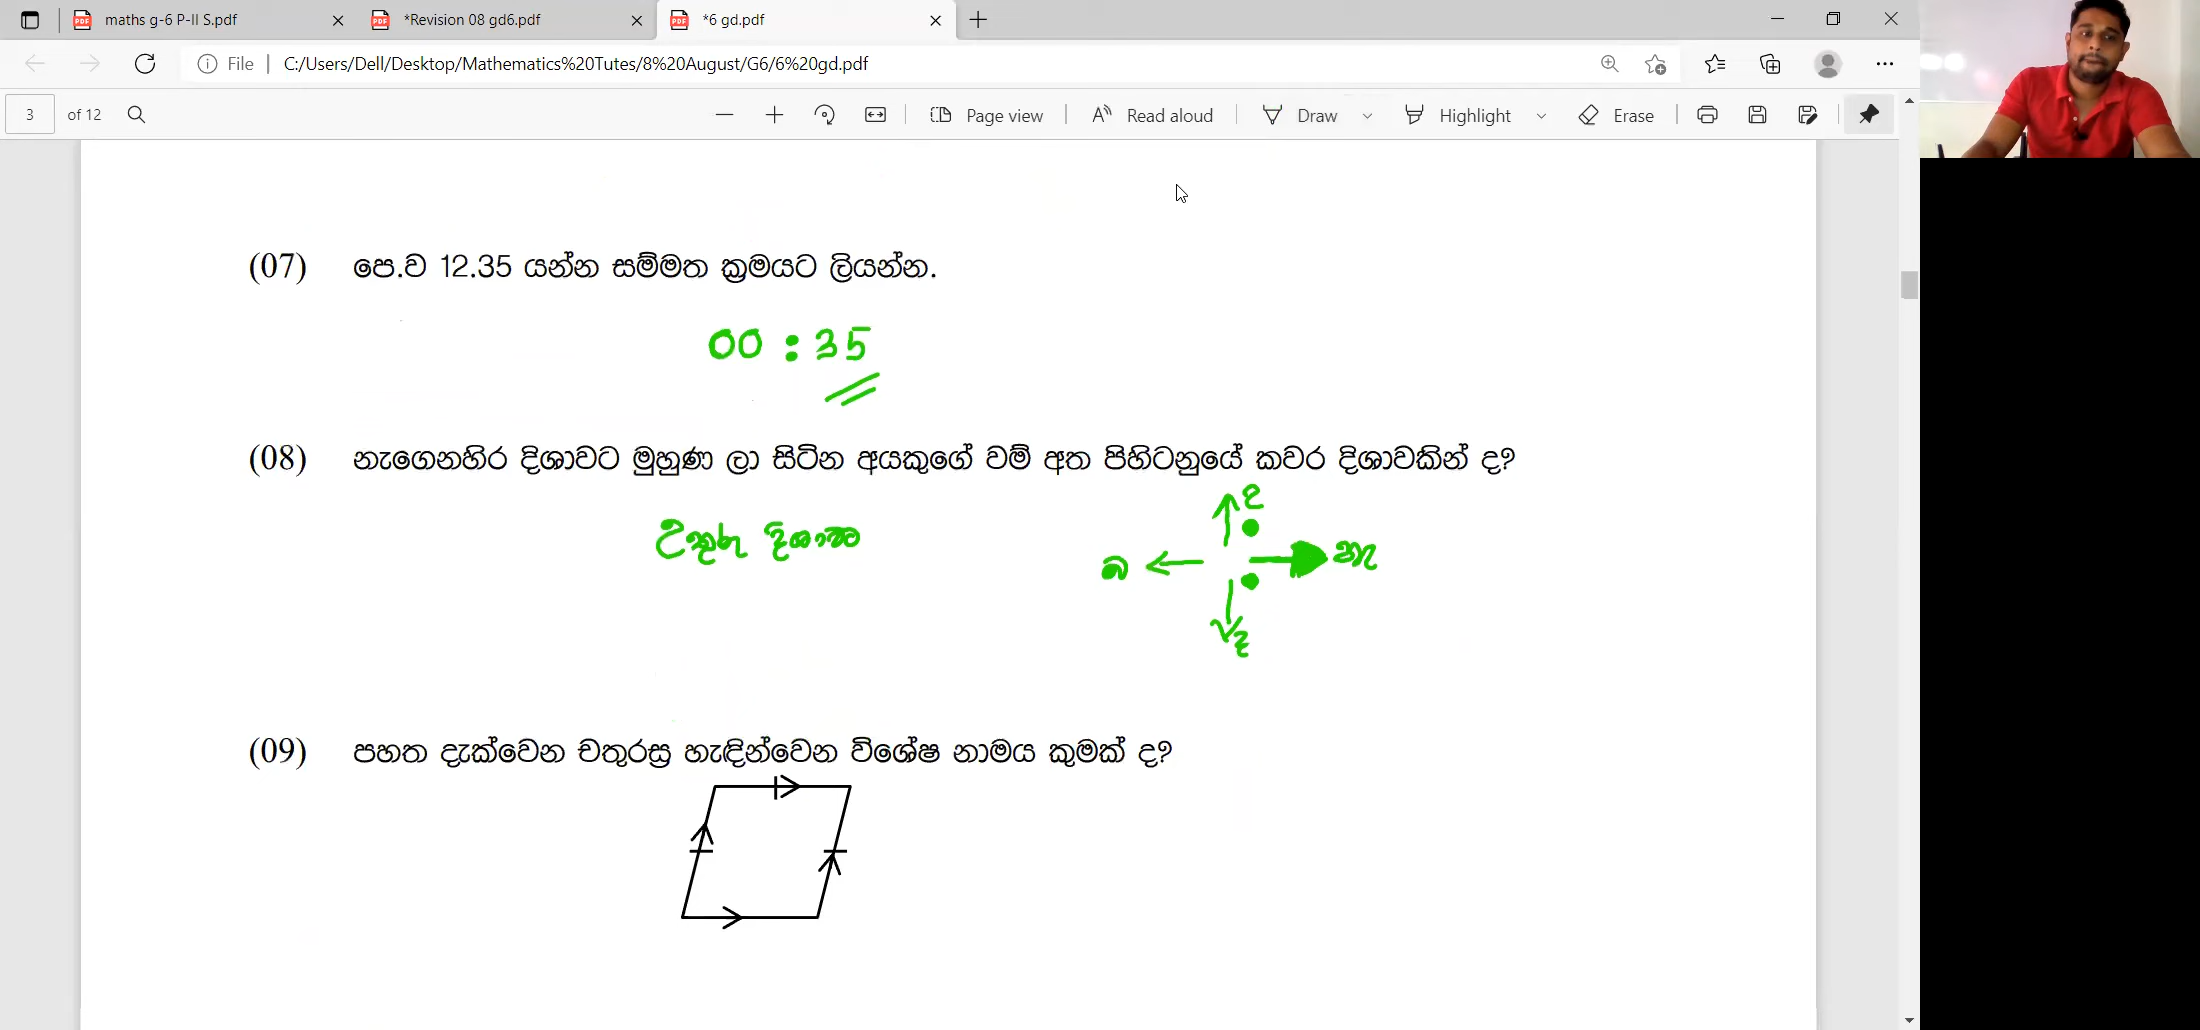 maths g-6 P-II S.pdf
*Revision 08 gd6.pdf
*6 gd.pdf
File C:/Users/Dell/Desktop/Mathematics%20Tutes/8%20August/G6/6%20gd.pdf
3 of 12 Page view Read aloud Draw Highlight Erase
(07) පෙ.ව 12.35 යන්න සම්මත ක්‍රමයට ලියන්න.
00 : 35
(08) නැගෙනහිර දිශාවට මුහුණ ලා සිටින අයකුගේ වම් අත පිහිටනුයේ කවර දිශාවකින් ද?
උ
උතුරු දිශාවට
බ නැ
ද
(09) පහත දැක්වෙන චතුරස්‍ර හැඳින්වෙන විශේෂ නාමය කුමක් ද?